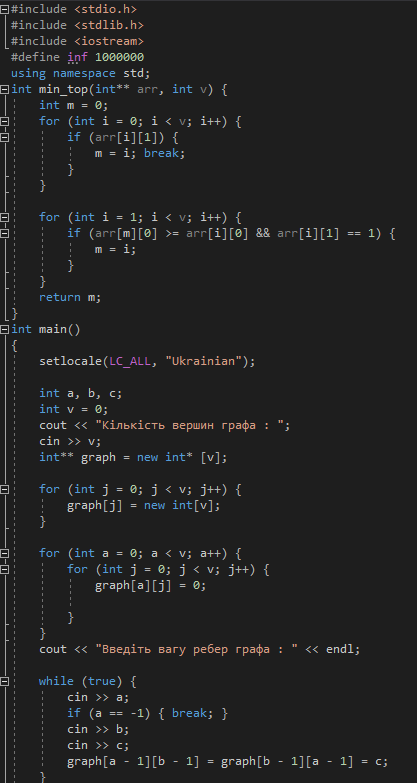 #include <stdio.h>
#include <stdlib.h>
#include <iostream>
#define inf 1000000
using namespace std;
int min_top(int** arr, int v) {
    int m = 0;
    for (int i = 0; i < v; i++) {
        if (arr[i][1]) {
            m = i; break;
        }
    }

    for (int i = 1; i < v; i++) {
        if (arr[m][0] >= arr[i][0] && arr[i][1] == 1) {
            m = i;
        }
    }
    return m;
}
int main()
{
    setlocale(LC_ALL, "Ukrainian");

    int a, b, c;
    int v = 0;
    cout << "Кількість вершин графа : ";
    cin >> v;
    int** graph = new int* [v];

    for (int j = 0; j < v; j++) {
        graph[j] = new int[v];
    }

    for (int a = 0; a < v; a++) {
        for (int j = 0; j < v; j++) {
            graph[a][j] = 0;

        }
    }
    cout << "Введіть вагу ребер графа : " << endl;

    while (true) {
        cin >> a;
        if (a == -1) { break; }
        cin >> b;
        cin >> c;
        graph[a - 1][b - 1] = graph[b - 1][a - 1] = c;
    }